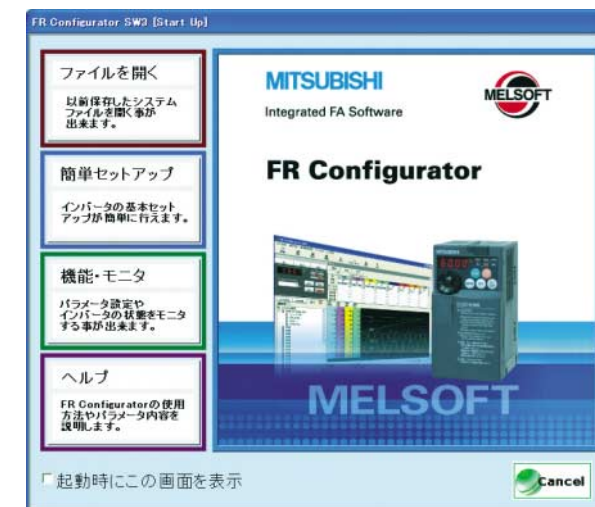 FR Configurator SW3 [Start Up]
ファイルを開く
以前保存したシステム
ファイルを開く事が
出来ます。
簡単セットアップ
インバータの基本セット
アップが簡単に行えます。
機能・モニタ
パラメータ設定や
インバータの状態をモニタ
する事が出来ます。
ヘルプ
FR Configuratorの使用
方法やパラメータ内容を
説明します。
MITSUBISHI
Integrated FA Software
MELSOFT
FR Configurator
MITSUBISHI
MELSOFT
起動時にこの画面を表示
Cancel